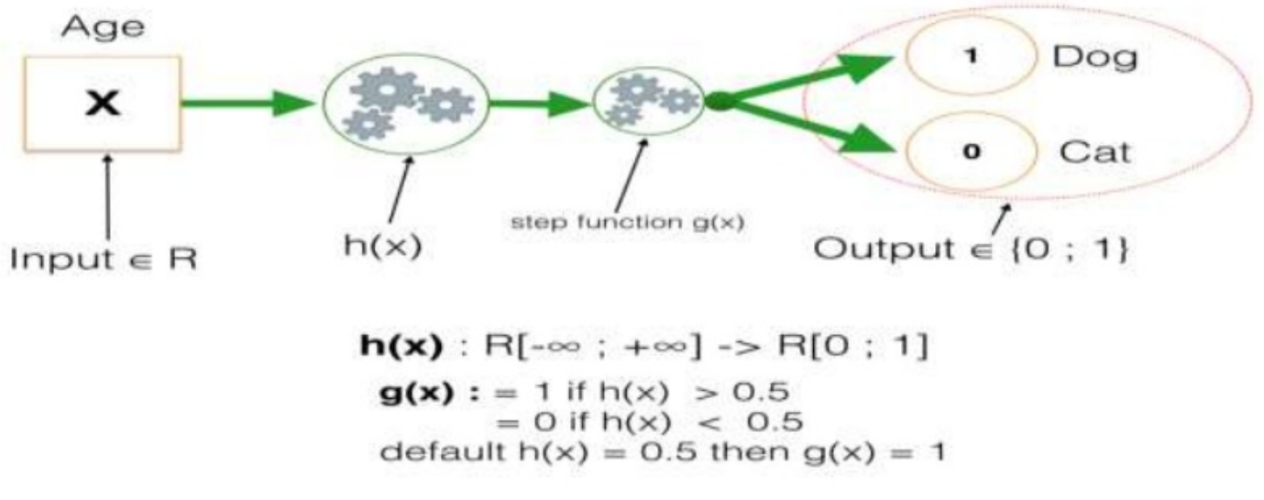 Age
X
1 Dog
0 Cat
step function g(x)
Input ∈ R
h(x)
Output ∈ {0 ; 1}
h(x) : R[-∞ ; +∞] -> R[0 ; 1]
g(x) : = 1 if h(x) > 0.5
= 0 if h(x) < 0.5
default h(x) = 0.5 then g(x) = 1